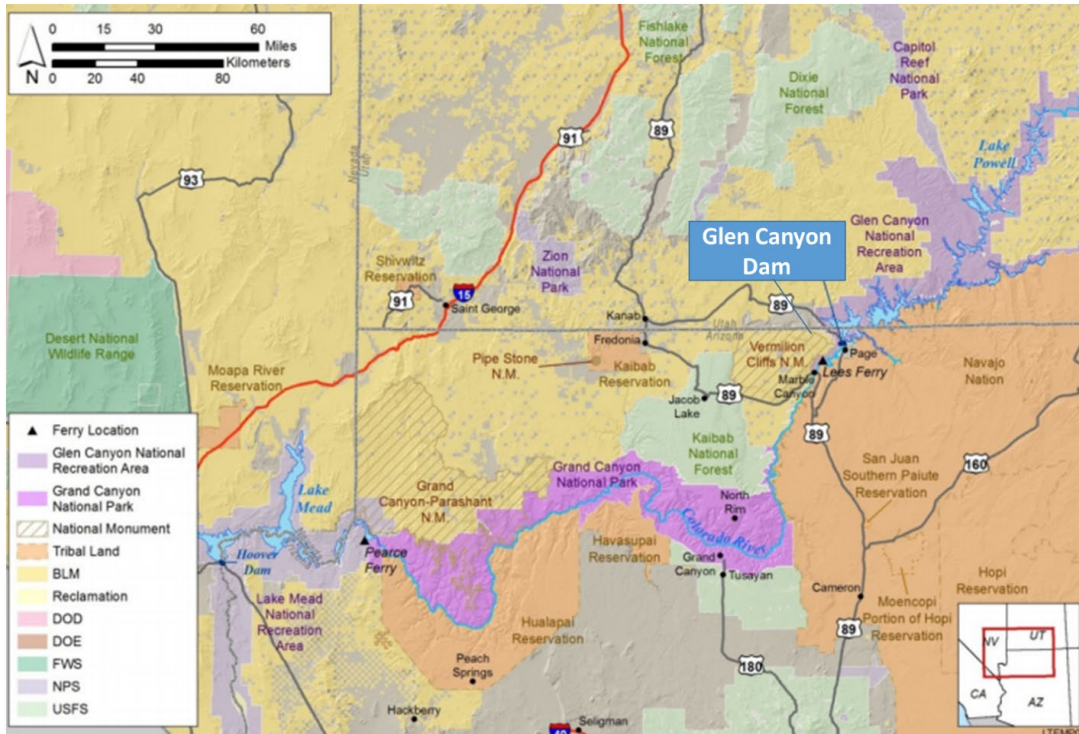 0 15 30 60
Miles
Kilometers
0 20 40 80
N
Fishlake
National
Forest
Capitol
Reef
National
Park
Dixie
National
Forest
89
91
93
Nevada
Utah
Lake
Powell
Glen Canyon
Dam
Glen Canyon
National
Recreation
Area
Zion
National
Park
Shivwitz
Reservation
91
15
Saint George
89
Kanab
Utah
Arizona
Desert National
Wildlife Range
Fredonia
Vermilion
Cliffs N.M.
Page
Pipe Stone
N.M.
Kaibab
Reservation
Lees Ferry
Marble
Canyon
Navajo
Nation
Moapa River
Reservation
Jacob
Lake
89
89
Kaibab
National
Forest
San Juan
Southern Paiute
Reservation
160
Grand Canyon
National Park
Grand
Canyon-Parashant
N.M.
Lake
Mead
North
Rim
Colorado River
Havasupai
Reservation
Hoover
Dam
Pearce
Ferry
Grand
Canyon
Tusayan
Cameron
Hopi
Reservation
Moencopi
Portion of Hopi
Reservation
Lake Mead
National
Recreation
Area
Hualapai
Reservation
89
180
Peach
Springs
Hackberry
Seligman
40
Ferry Location
Glen Canyon National
Recreation Area
Grand Canyon
National Park
National Monument
Tribal Land
BLM
Reclamation
DOD
DOE
FWS
NPS
USFS
NV
UT
CA
AZ